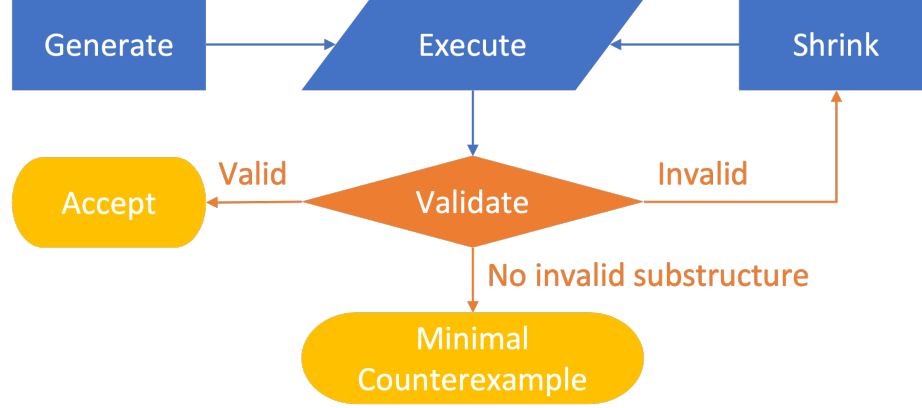 Generate
Execute
Shrink
Valid
Invalid
Accept
Validate
No invalid substructure
Minimal
Counterexample